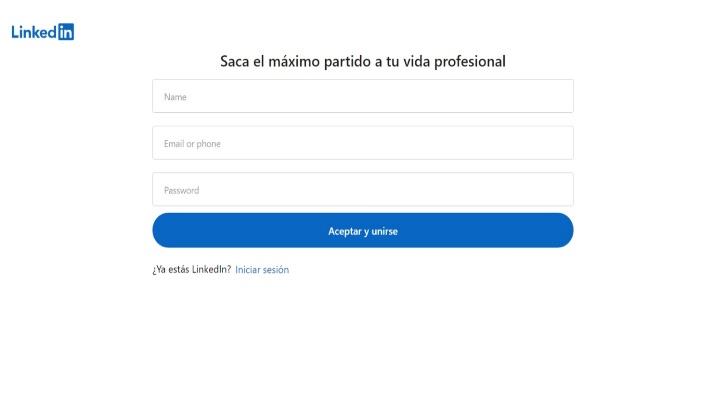 LinkedIn
Saca el máximo partido a tu vida profesional
Name
Email or phone
Password
Aceptar y unirse
¿Ya estás LinkedIn? Iniciar sesión